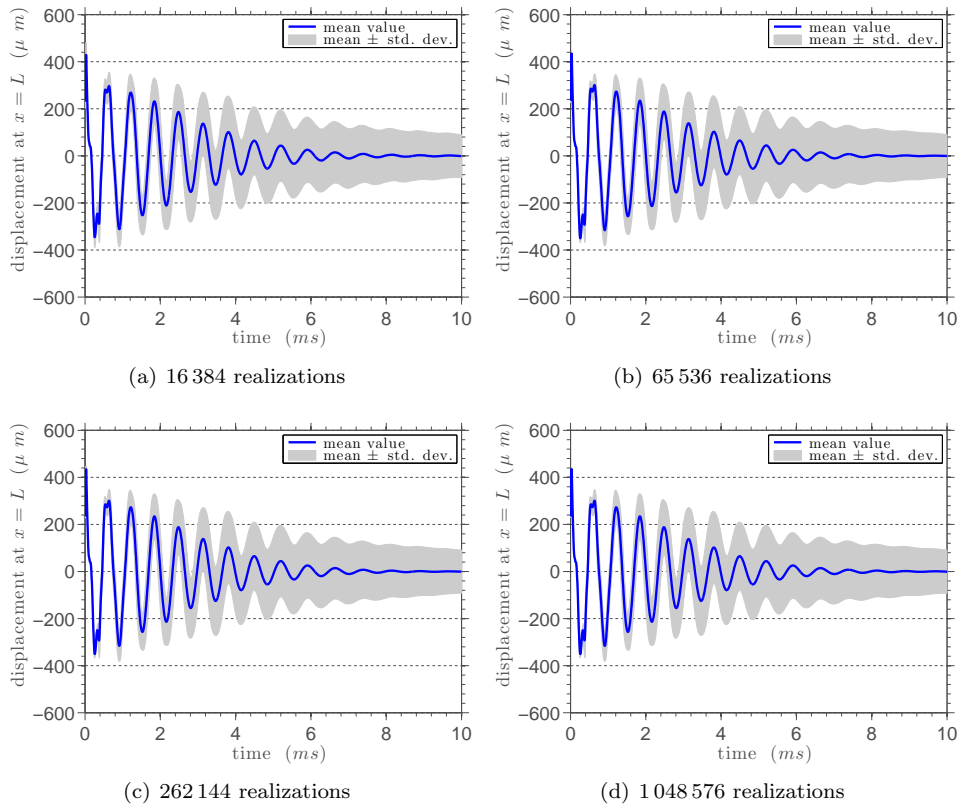 600
400
200
0
−200
−400
−600
displacement at x = L (μ m)
mean value
mean ± std. dev.
0 2 4 6 8 10
time (ms)
(a) 16 384 realizations
600
400
200
0
−200
−400
−600
displacement at x = L (μ m)
mean value
mean ± std. dev.
0 2 4 6 8 10
time (ms)
(b) 65 536 realizations
600
400
200
0
−200
−400
−600
displacement at x = L (μ m)
mean value
mean ± std. dev.
0 2 4 6 8 10
time (ms)
(c) 262 144 realizations
600
400
200
0
−200
−400
−600
displacement at x = L (μ m)
mean value
mean ± std. dev.
0 2 4 6 8 10
time (ms)
(d) 1 048 576 realizations